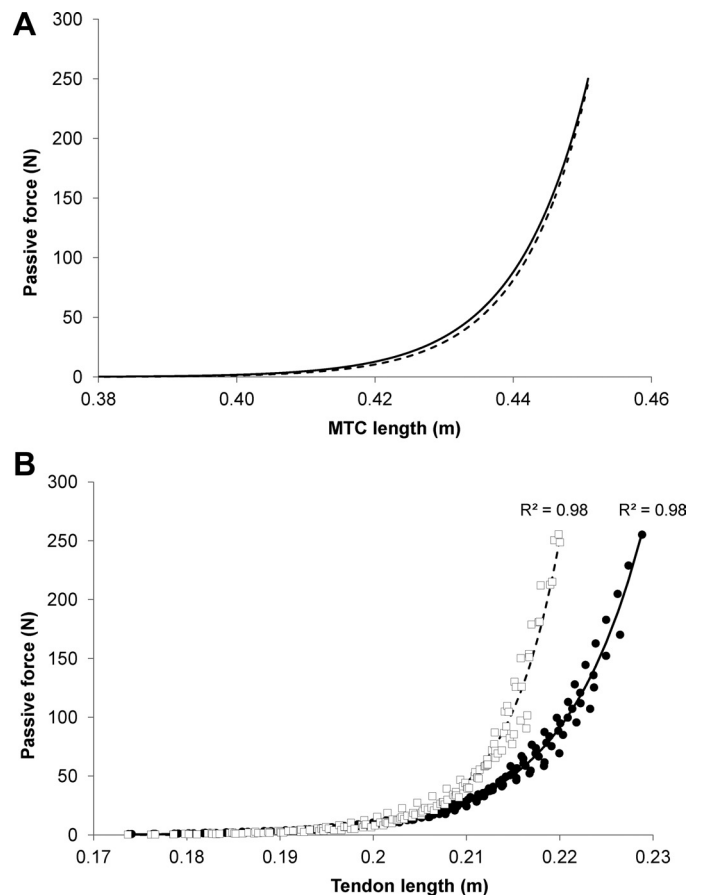 A
300
250
200
150
100
50
0
Passive force (N)
0.38 0.40 0.42 0.44 0.46
MTC length (m)
B
300
R² = 0.98 R² = 0.98
250
200
150
100
50
0
Passive force (N)
0.17 0.18 0.19 0.2 0.21 0.22 0.23
Tendon length (m)